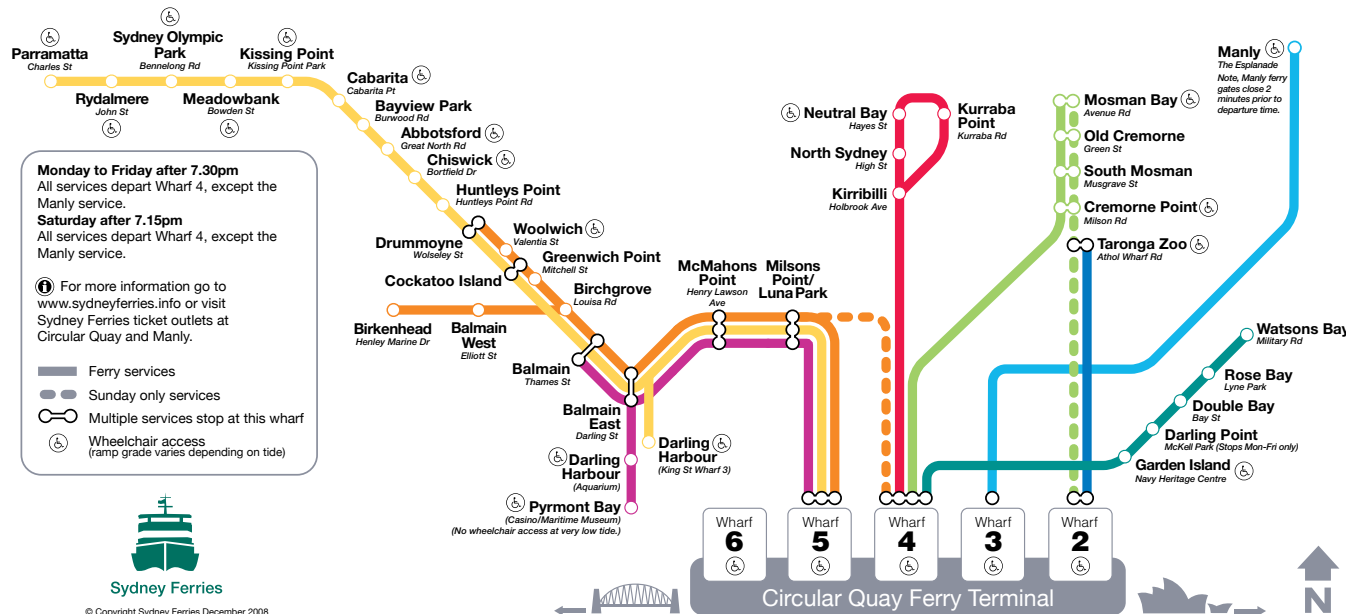 Parramatta
Charles St
Rydalmere
John St
Sydney Olympic
Park
Bennelong Rd
Meadowbank
Bowden St
Kissing Point
Kissing Point Park
Cabarita
Cabarita Pt
Bayview Park
Burwood Rd
Abbotsford
Great North Rd
Chiswick
Bortfield Dr
Huntleys Point
Huntleys Point Rd
Drummoyne
Wolseley St
Woolwich
Valentia St
Cockatoo Island
Greenwich Point
Mitchell St
Birchgrove
Louisa Rd
Birkenhead
Henley Marine Dr
Balmain
West
Elliott St
Balmain
Thames St
Balmain
East
Darling St
McMahons
Point
Henry Lawson
Ave
Milsons
Point/
Luna Park
Darling
Harbour
(King St Wharf 3)
Darling
Harbour
(Aquarium)
Pyrmont Bay
(Casino/Maritime Museum)
(No wheelchair access at very low tide.)
Neutral Bay
Hayes St
Kurraba
Point
Kurraba Rd
North Sydney
High St
Kirribilli
Holbrook Ave
Mosman Bay
Avenue Rd
Old Cremorne
Green St
South Mosman
Musgrave St
Cremorne Point
Milson Rd
Taronga Zoo
Athol Wharf Rd
Manly
The Esplanade
Note, Manly ferry
gates close 2
minutes prior to
departure time.
Watsons Bay
Military Rd
Rose Bay
Lyne Park
Double Bay
Bay St
Darling Point
McKell Park (Stops Mon-Fri only)
Garden Island
Navy Heritage Centre
Monday to Friday after 7.30pm
All services depart Wharf 4, except the
Manly service.
Saturday after 7.15pm
All services depart Wharf 4, except the
Manly service.
i For more information go to
www.sydneyferries.info or visit
Sydney Ferries ticket outlets at
Circular Quay and Manly.
Ferry services
Sunday only services
Multiple services stop at this wharf
Wheelchair access
(ramp grade varies depending on tide)
Sydney Ferries
© Copyright Sydney Ferries December 2008
Wharf
6
Wharf
5
Wharf
4
Wharf
3
Wharf
2
Circular Quay Ferry Terminal
N